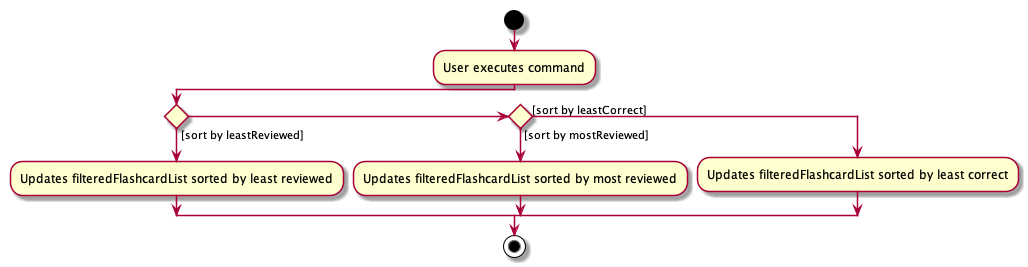 User executes command
[sort by leastCorrect]
[sort by leastReviewed]
[sort by mostReviewed]
Updates filteredFlashcardList sorted by least reviewed
Updates filteredFlashcardList sorted by most reviewed
Updates filteredFlashcardList sorted by least correct